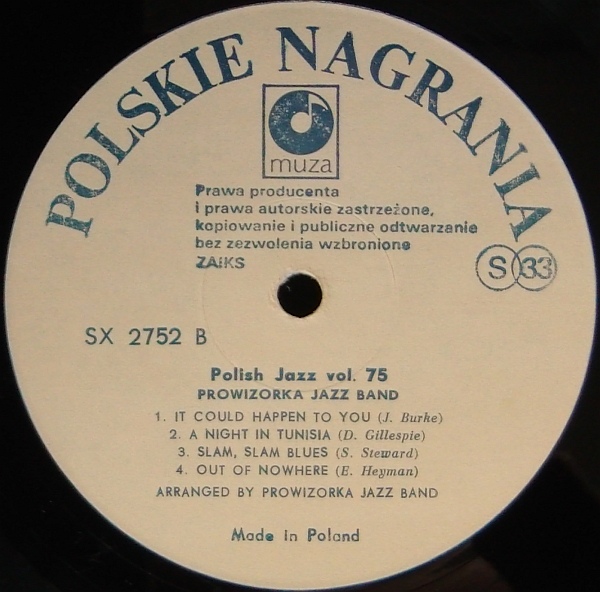 POLSKIE NAGRANIA
muza
Prawa producenta
i prawa autorskie zastrzeżone,
kopiowanie i publiczne odtwarzanie
bez zezwolenia wzbronione
ZAiKS
S 33
SX 2752 B
Polish Jazz vol. 75
PROWIZORKA JAZZ BAND
1. IT COULD HAPPEN TO YOU (J. Burke)
2. A NIGHT IN TUNISIA (D. Gillespie)
3. SLAM, SLAM BLUES (S. Steward)
4. OUT OF NOWHERE (E. Heyman)
ARRANGED BY PROWIZORKA JAZZ BAND
Made in Poland